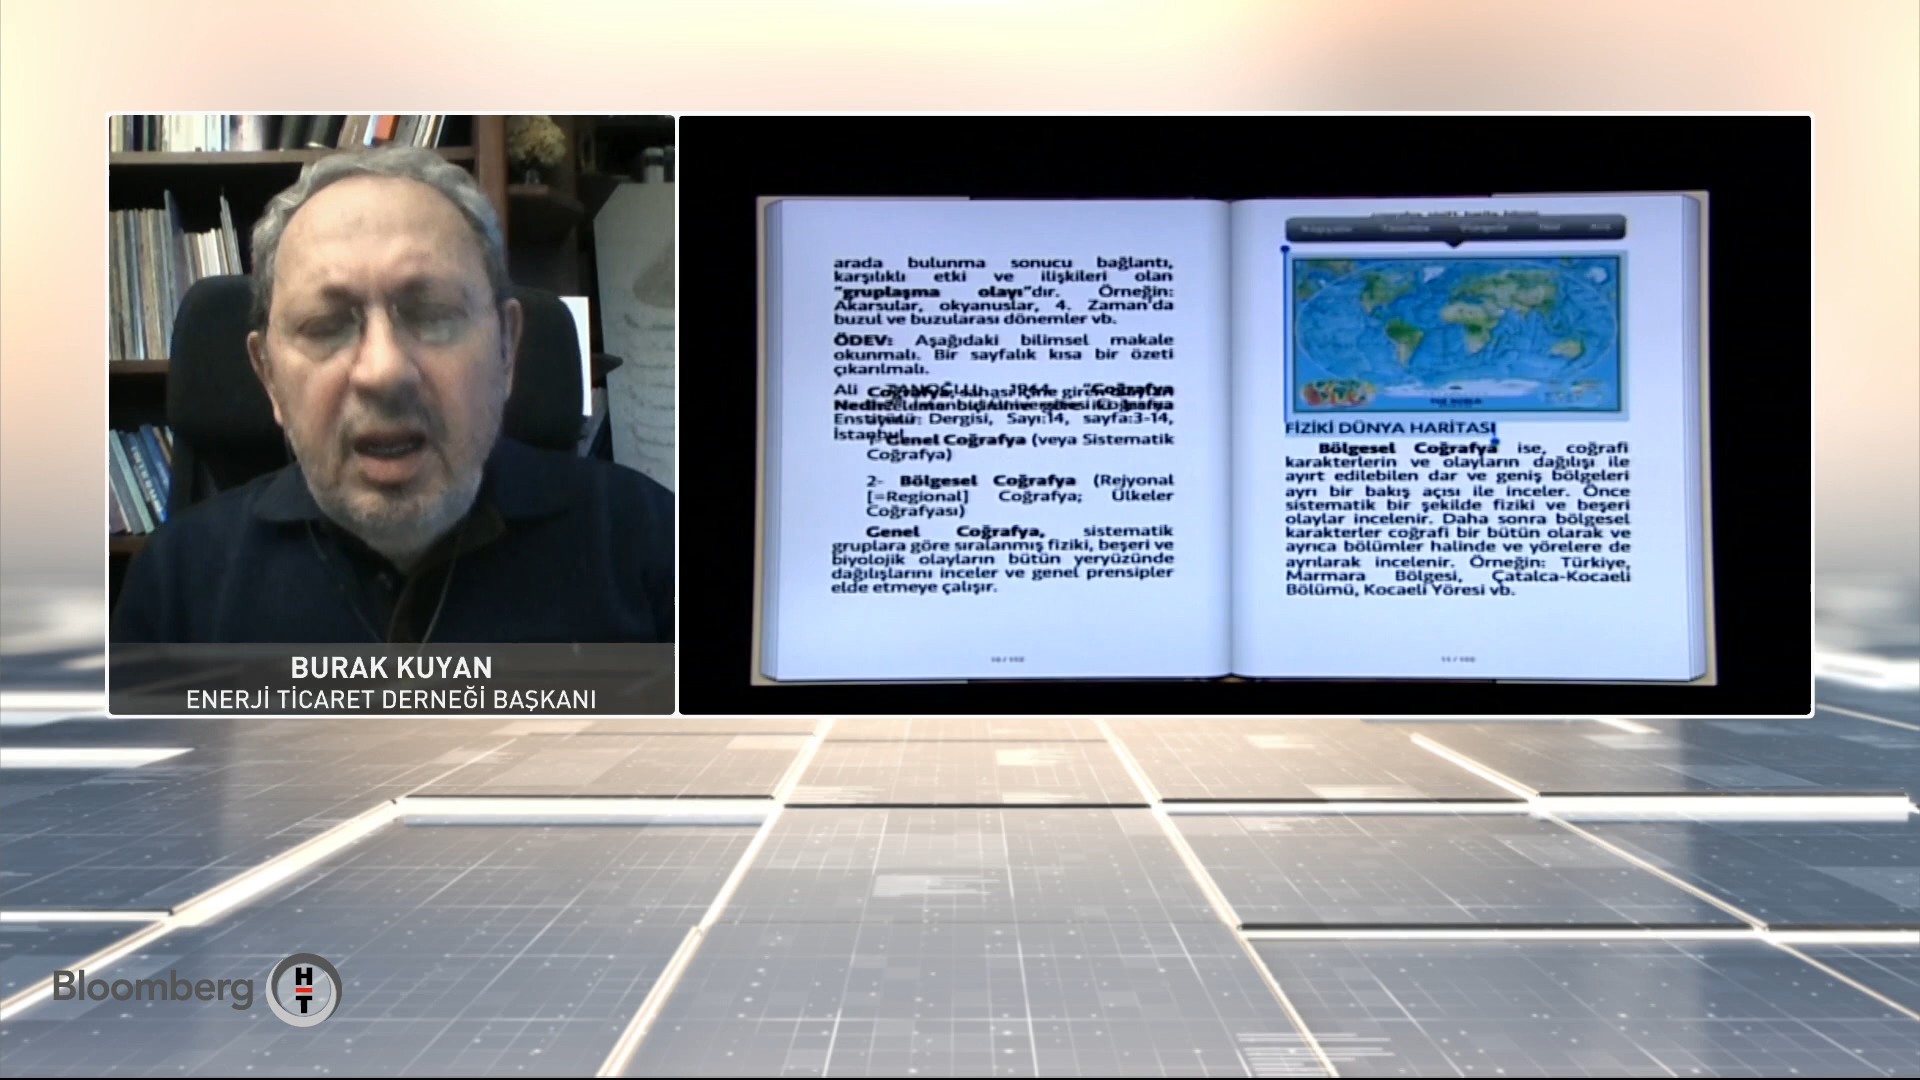 BURAK KUYAN
ENERJİ TİCARET DERNEĞİ BAŞKANI
arada bulunma sonucu bağlantı,
karşılıklı etki ve ilişkileri olan
"gruplaşma olayı"dır. Örneğin:
Akarsular, okyanuslar, 4. Zaman'da
buzul ve buzularası dönemler vb.
ÖDEV: Aşağıdaki bilimsel makale
okunmalı. Bir sayfalık kısa bir özeti
çıkarılmalı.
Ali 1964 "Coğrafya
Enstitüsü Dergisi, Sayı:14, sayfa:3-14,
İstanbul
1- Genel Coğrafya (veya Sistematik
Coğrafya)
2- Bölgesel Coğrafya (Rejyonal
[=Regional] Coğrafya; Ülkeler
Coğrafyası)
Genel Coğrafya, sistematik
gruplara göre sıralanmış fiziki, beşeri ve
biyolojik olayların bütün yeryüzünde
dağılışlarını inceler ve genel prensipler
elde etmeye çalışır.
FİZİKİ DÜNYA HARİTASI
Bölgesel Coğrafya ise, coğrafi
karakterlerin ve olayların dağılışı ile
ayırt edilebilen dar ve geniş bölgeleri
ayrı bir bakış açısı ile inceler. Önce
sistematik bir şekilde fiziki ve beşeri
olaylar incelenir. Daha sonra bölgesel
karakterler coğrafi bir bütün olarak ve
ayrıca bölümler halinde ve yörelere de
ayrılarak incelenir. Örneğin: Türkiye,
Marmara Bölgesi, Çatalca-Kocaeli
Bölümü, Kocaeli Yöresi vb.
Bloomberg HT